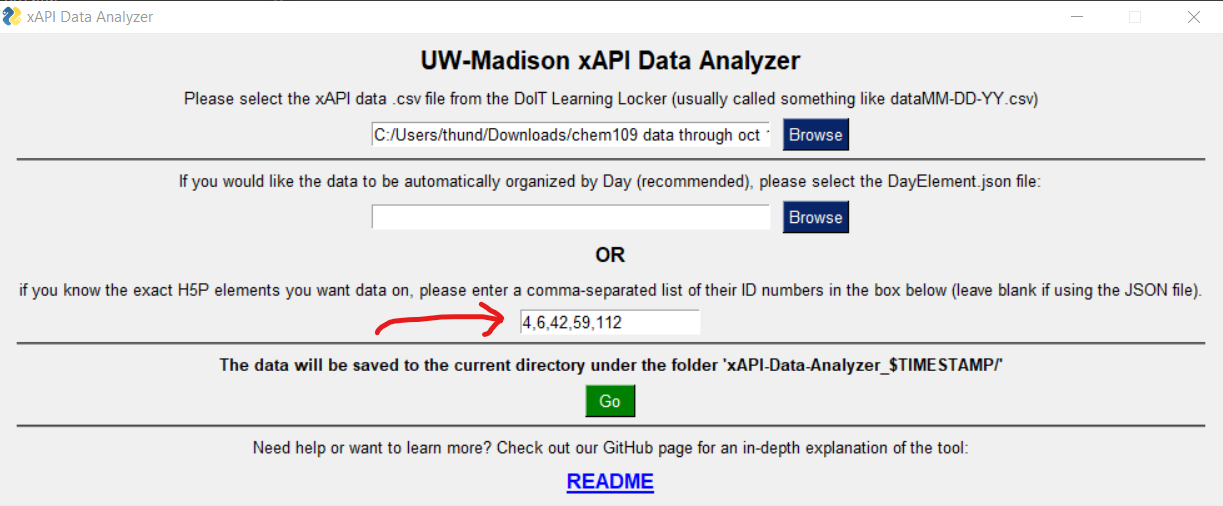 xAPI Data Analyzer
UW-Madison xAPI Data Analyzer
Please select the xAPI data .csv file from the DoIT Learning Locker (usually called something like dataMM-DD-YY.csv)
C:/Users/thund/Downloads/chem109 data through oct Browse
If you would like the data to be automatically organized by Day (recommended), please select the DayElement.json file:
Browse
OR
if you know the exact H5P elements you want data on, please enter a comma-separated list of their ID numbers in the box below (leave blank if using the JSON file).
4,6,42,59,112
The data will be saved to the current directory under the folder 'xAPI-Data-Analyzer_$TIMESTAMP/'
Go
Need help or want to learn more? Check out our GitHub page for an in-depth explanation of the tool:
README